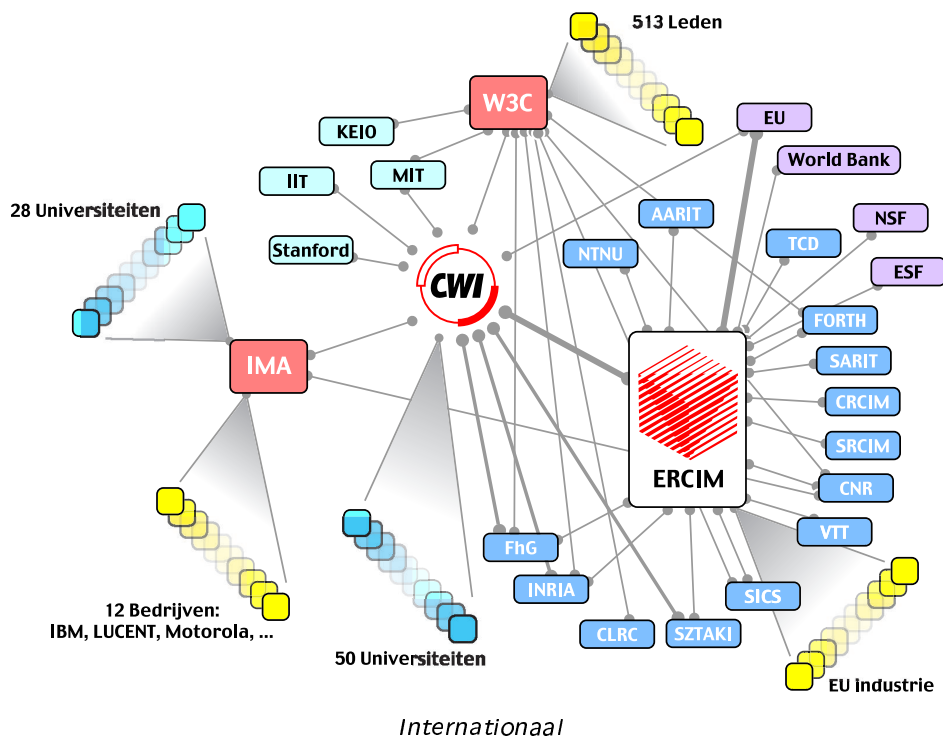 513 Leden
W3C
EU
KEIO
World Bank
MIT
IIT
28 Universiteiten
AARIT
NSF
TCD
NTNU
Stanford
ESF
CWI
FORTH
SARIT
IMA
CRCIM
SRCIM
ERCIM
CNR
VTT
FhG
INRIA
SICS
12 Bedrijven:
IBM, LUCENT, Motorola, ...
CLRC
SZTAKI
50 Universiteiten
EU industrie
Internationaal